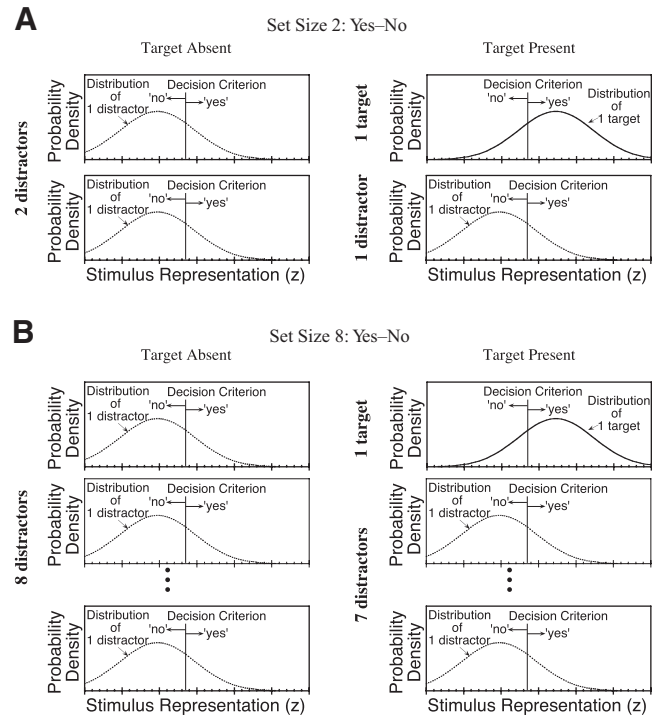 A
Set Size 2: Yes–No
Target Absent
Target Present
2 distractors
Probability
Density
Distribution
of
1 distractor
Decision Criterion
'no'
'yes'
1 target
Probability
Density
Decision Criterion
'no'
'yes'
Distribution
of
1 target
Probability
Density
Distribution
of
1 distractor
Decision Criterion
'no'
'yes'
Stimulus Representation (z)
1 distractor
Probability
Density
Distribution
of
1 distractor
Decision Criterion
'no'
'yes'
Stimulus Representation (z)
B
Set Size 8: Yes–No
Target Absent
Target Present
8 distractors
Probability
Density
Distribution
of
1 distractor
Decision Criterion
'no'
'yes'
1 target
Probability
Density
Decision Criterion
'no'
'yes'
Distribution
of
1 target
Probability
Density
Distribution
of
1 distractor
Decision Criterion
'no'
'yes'
7 distractors
Probability
Density
Distribution
of
1 distractor
Decision Criterion
'no'
'yes'
Probability
Density
Distribution
of
1 distractor
Decision Criterion
'no'
'yes'
Stimulus Representation (z)
Probability
Density
Distribution
of
1 distractor
Decision Criterion
'no'
'yes'
Stimulus Representation (z)